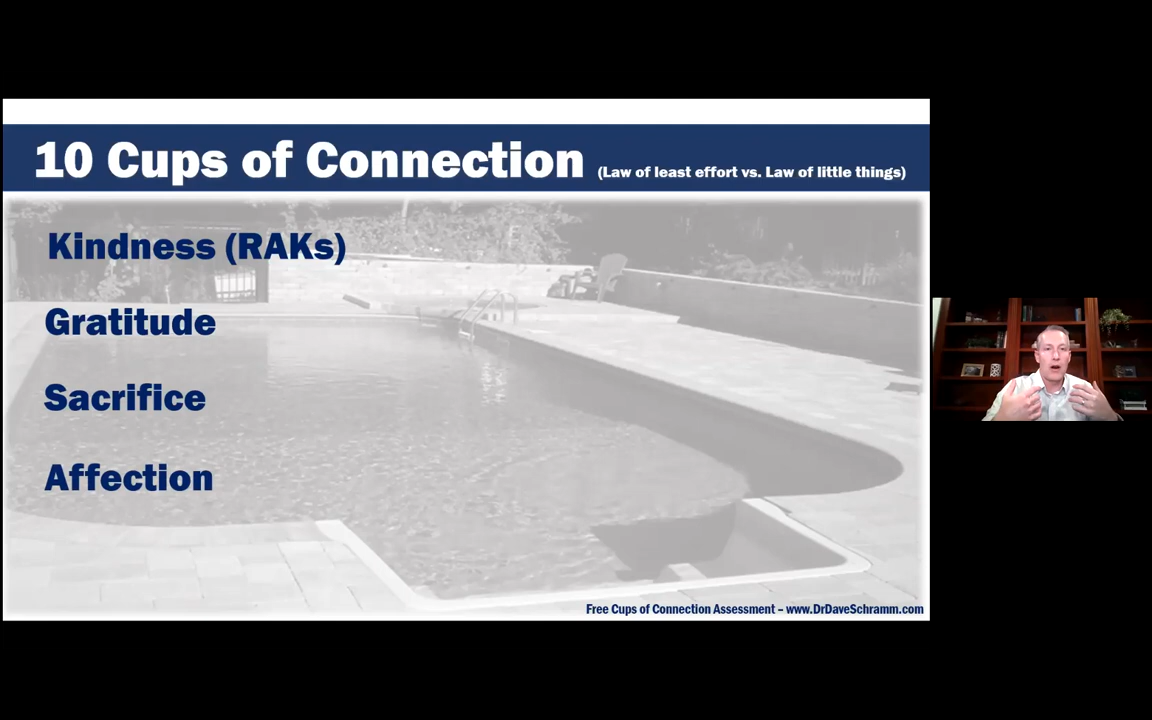 10 Cups of Connection (Law of least effort vs. Law of little things)
Kindness (RAKs)
Gratitude
Sacrifice
Affection
Free Cups of Connection Assessment – www.DrDaveSchramm.com